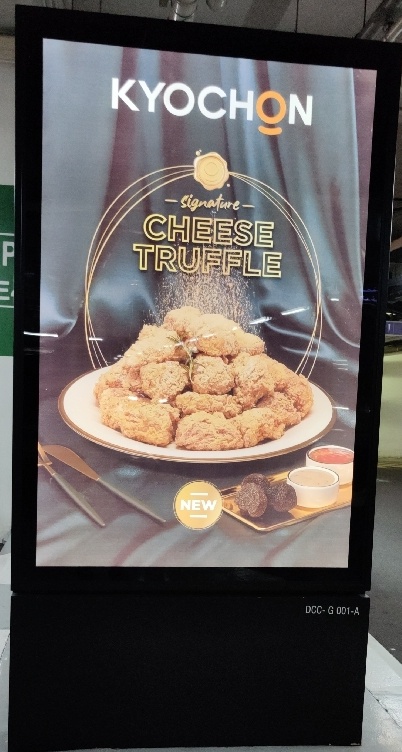 KYOCHON
Signature
CHEESE
TRUFFLE
NEW
DCC- G 001-A